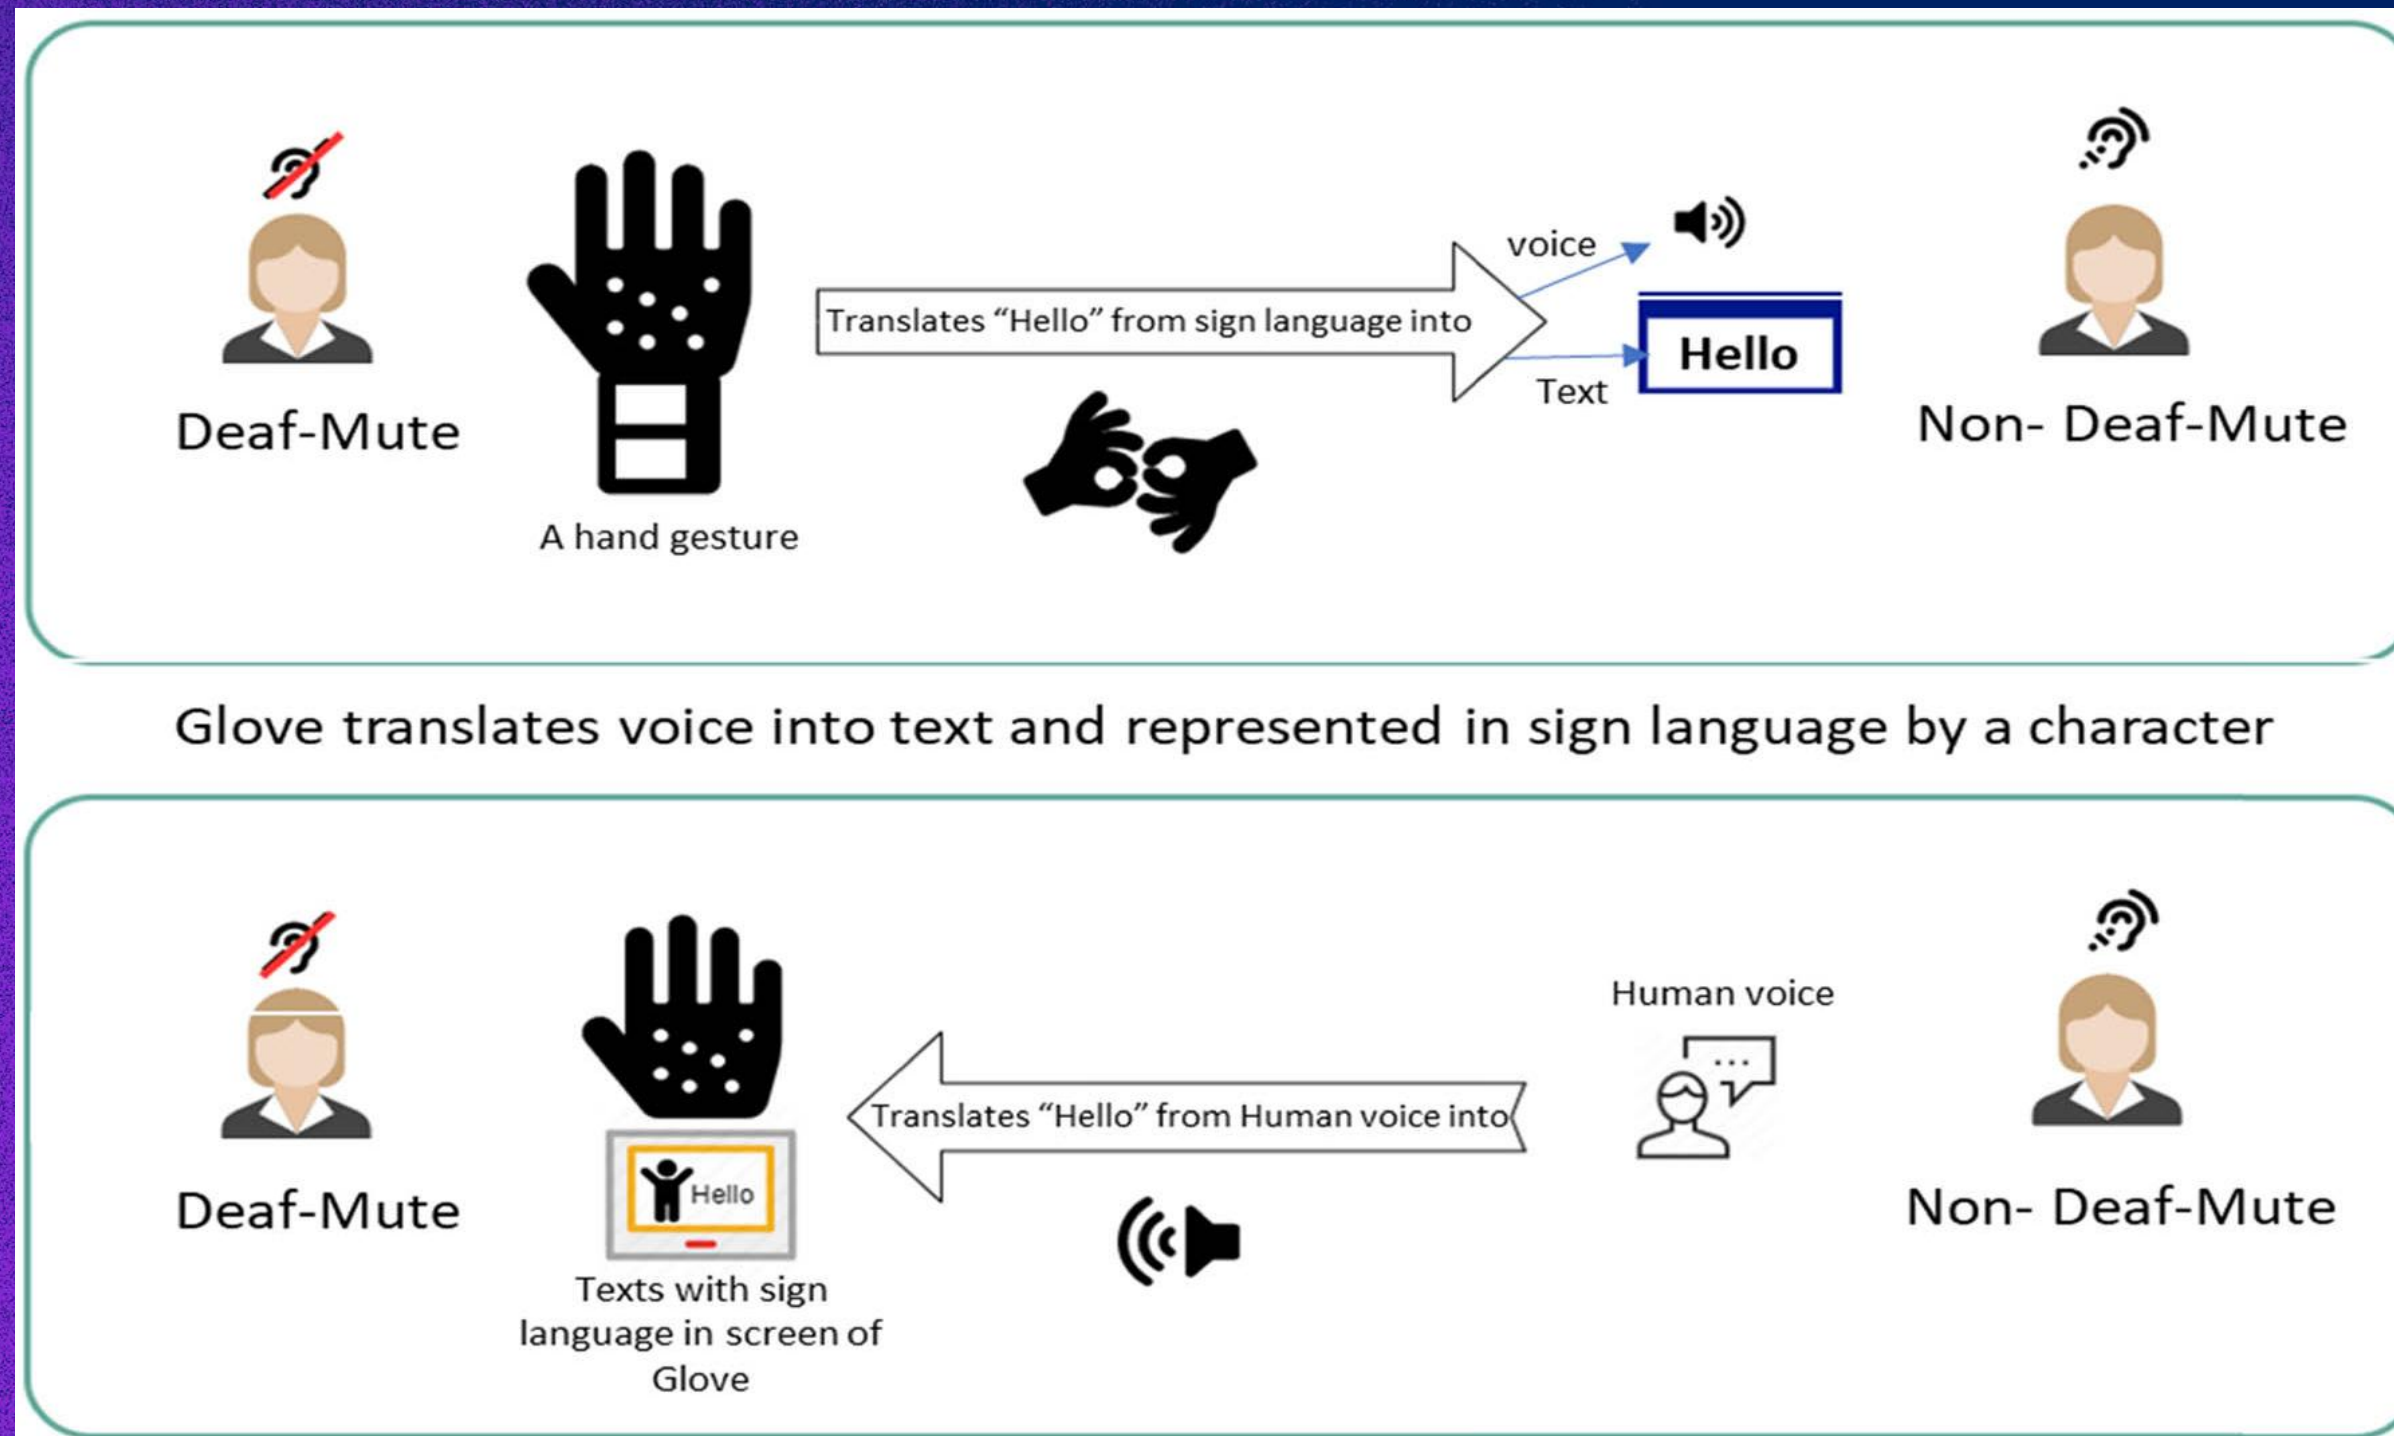 voice
Translates “Hello” from sign language into
Hello
Text
Deaf-Mute
Non- Deaf-Mute
A hand gesture
Glove translates voice into text and represented in sign language by a character
Human voice
Translates “Hello” from Human voice into
Hello
Deaf-Mute
Non- Deaf-Mute
Texts with sign
language in screen of
Glove